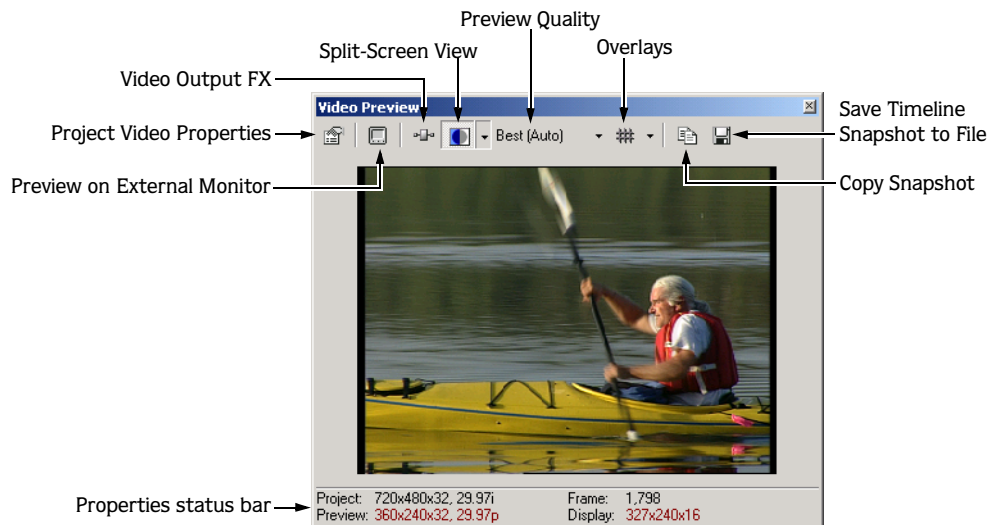 Preview Quality
Split-Screen View
Overlays
Video Output FX
Save Timeline
Snapshot to File
Project Video Properties
Preview on External Monitor
Copy Snapshot
Video Preview
Best (Auto)
Properties status bar
Project: 720x480x32, 29.97i Frame: 1,798
Preview: 360x240x32, 29.97p Display: 327x240x16